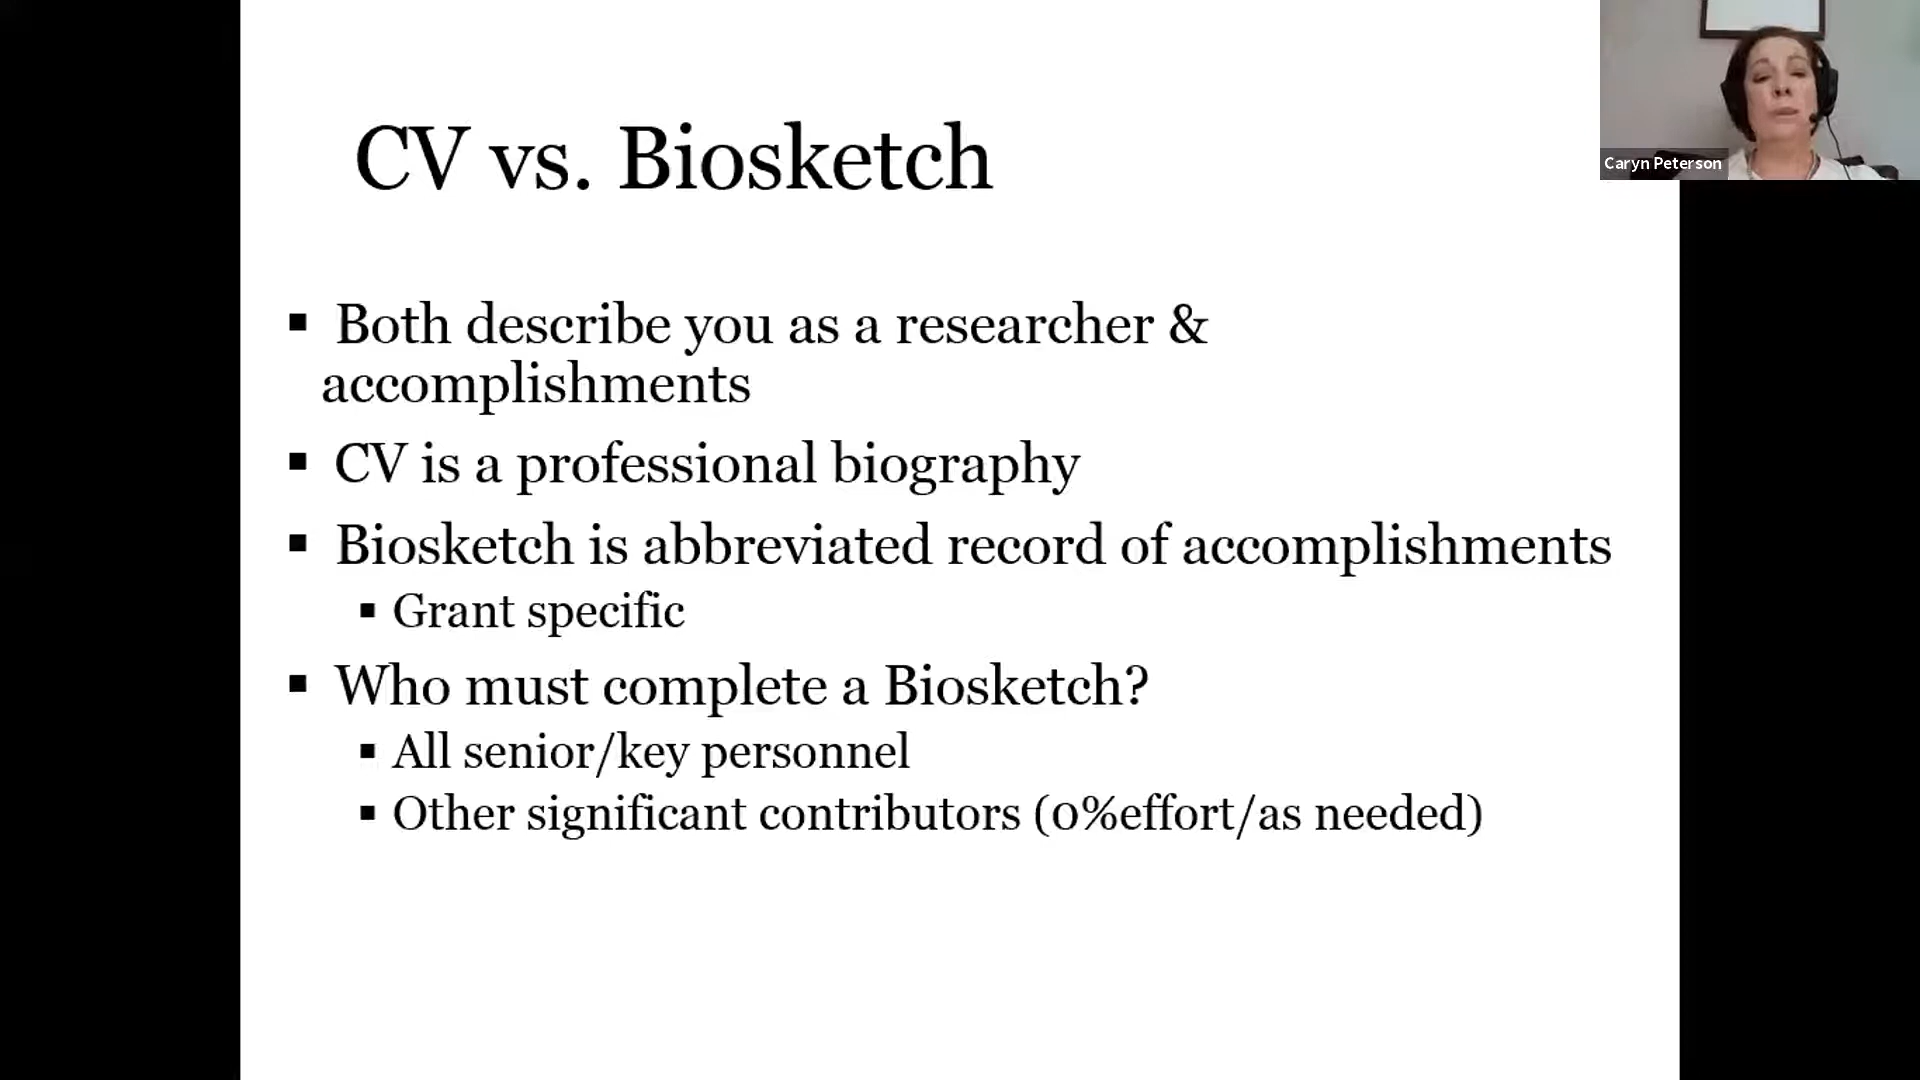 CV vs. Biosketch
Caryn Peterson
▪ Both describe you as a researcher &
accomplishments
▪ CV is a professional biography
▪ Biosketch is abbreviated record of accomplishments
▪ Grant specific
▪ Who must complete a Biosketch?
▪ All senior/key personnel
▪ Other significant contributors (0%effort/as needed)